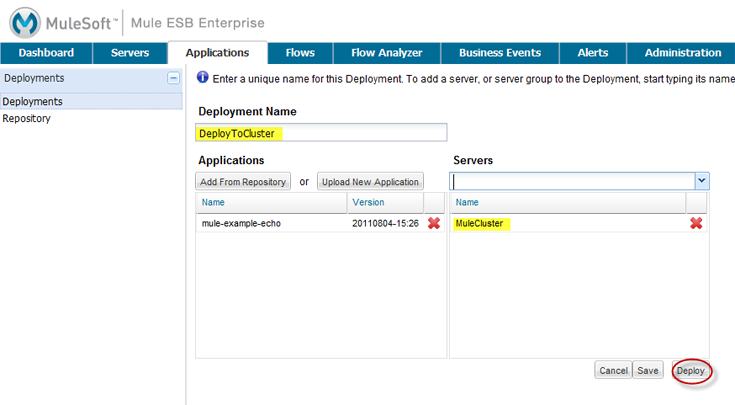 MuleSoft™ | Mule ESB Enterprise
Dashboard Servers Applications Flows Flow Analyzer Business Events Alerts Administration
Deployments
Deployments
Repository
Enter a unique name for this Deployment. To add a server, or server group to the Deployment, start typing its name
Deployment Name
DeployToCluster
Applications
Add From Repository or Upload New Application
Name Version
mule-example-echo 20110804-15:26
Servers
Name
MuleCluster
Cancel Save Deploy